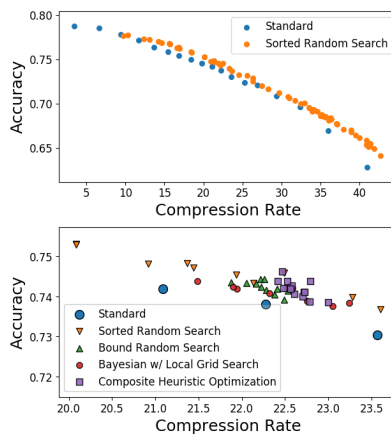 0.80
0.75
0.70
0.65
Accuracy
Standard
Sorted Random Search
5 10 15 20 25 30 35 40
Compression Rate
0.75
0.74
0.73
0.72
Accuracy
Standard
Sorted Random Search
Bound Random Search
Bayesian w/ Local Grid Search
Composite Heuristic Optimization
20.0 20.5 21.0 21.5 22.0 22.5 23.0 23.5
Compression Rate